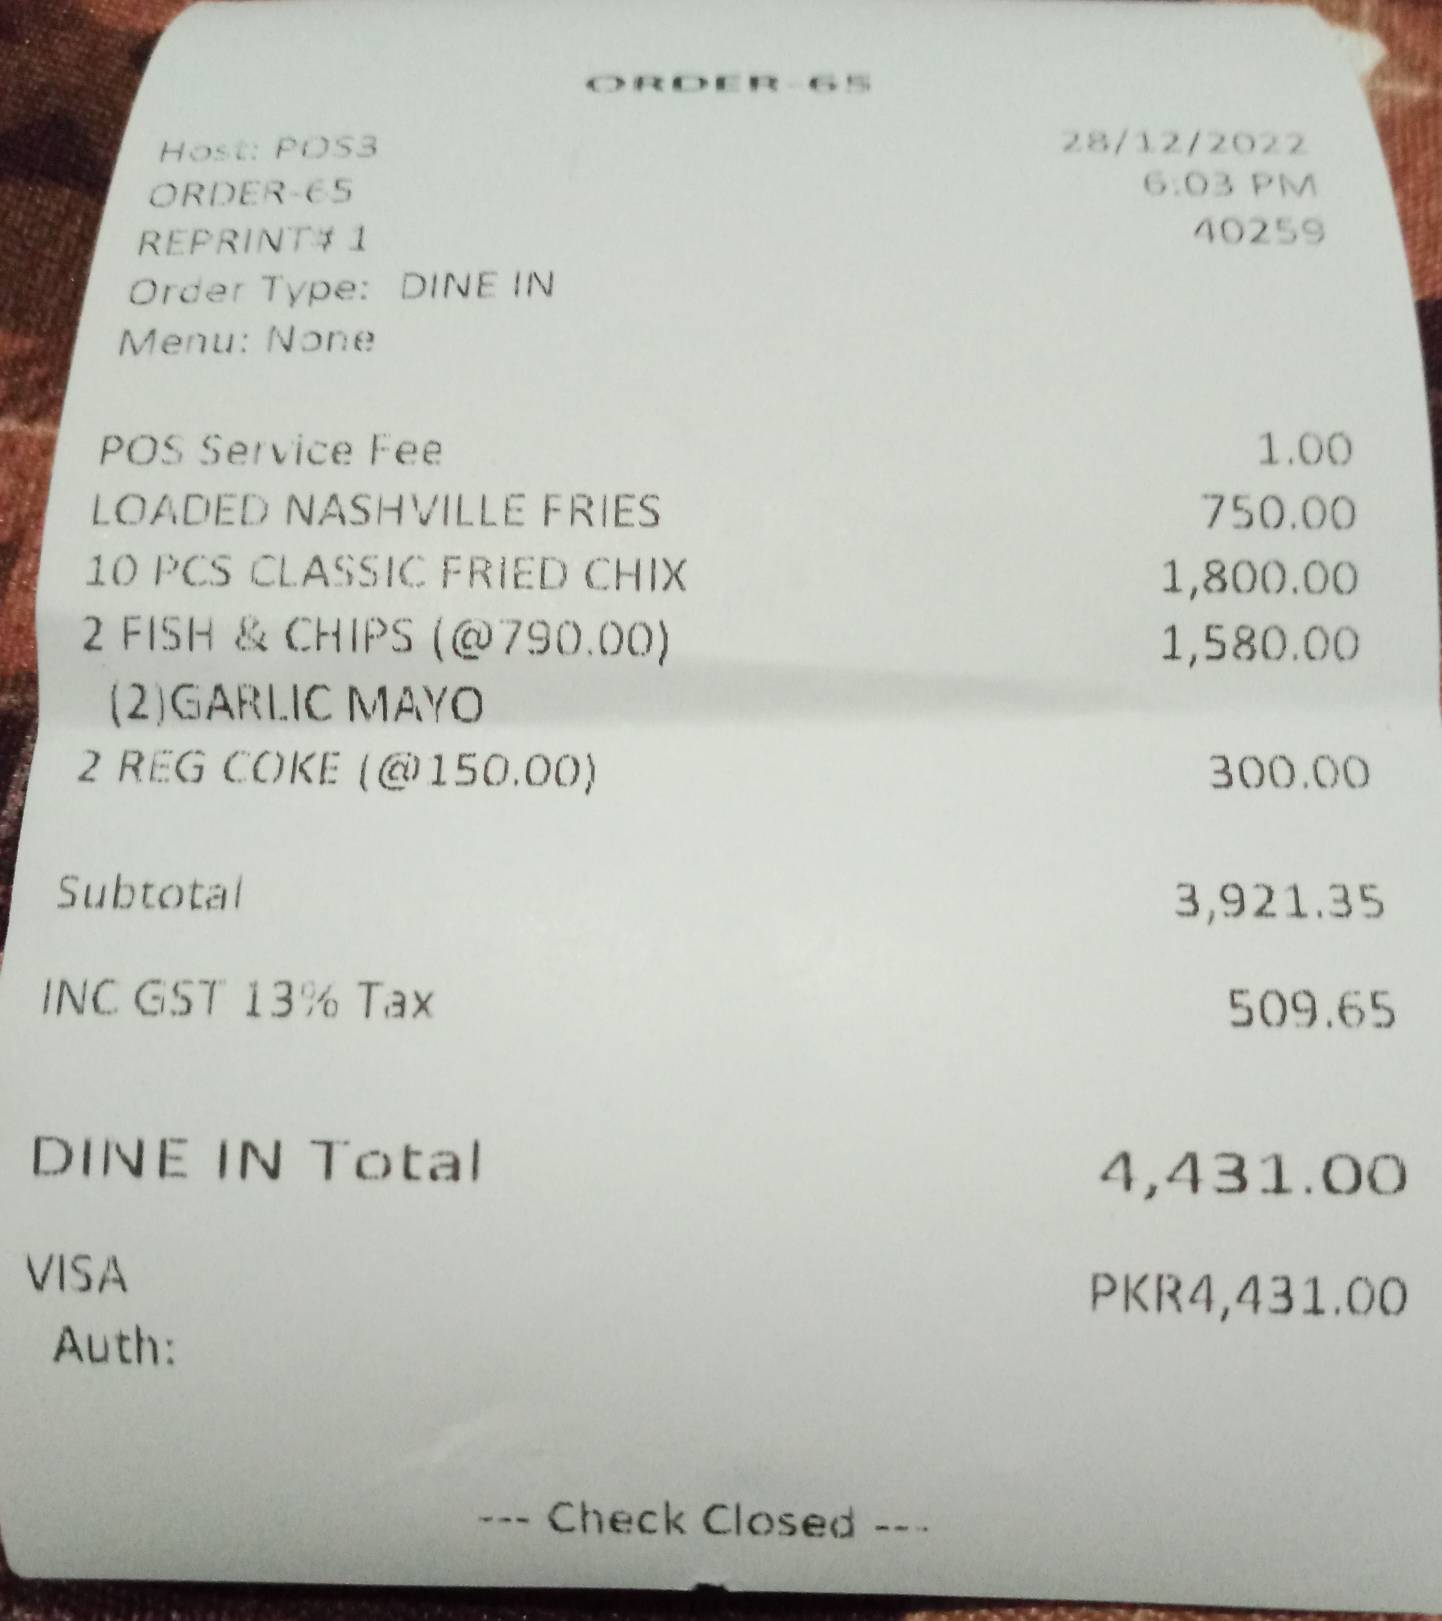 ORDER-65
Host: POS3 28/12/2022
ORDER-65 6:03 PM
REPRINT# 1 40259
Order Type: DINE IN
Menu: None
POS Service Fee 1.00
LOADED NASHVILLE FRIES 750.00
10 PCS CLASSIC FRIED CHIX 1,800.00
2 FISH & CHIPS (@790.00) 1,580.00
(2)GARLIC MAYO
2 REG COKE (@150.00) 300.00
Subtotal 3,921.35
INC GST 13% Tax 509.65
DINE IN Total 4,431.00
VISA PKR4,431.00
Auth:
--- Check Closed ---